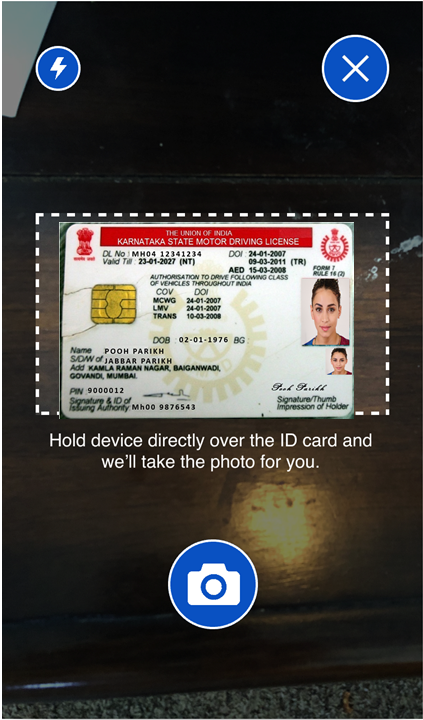 THE UNION OF INDIA
KARNATAKA STATE MOTOR DRIVING LICENSE
DL No : MH04 12341234 DOI : 24-01-2007
Valid Till : 23-01-2027 (NT) 09-03-2011 (TR)
AED 15-03-2008
FORM 7
RULE 16 (2)
AUTHORISATION TO DRIVE FOLLOWING CLASS
OF VEHICLES THROUGHOUT INDIA
COV DOI
MCWG 24-01-2007
LMV 24-01-2007
TRANS 10-03-2008
DOB 02-01-1976 BG
Name POOH PARIKH
S/DW of JABBAR PARIKH
Add KAMLA RAMAN NAGAR, BAIGANWADI,
GOVANDI, MUMBAI.
PIN 9000012
Pooh Parikh
Signature & ID of
Issuing Authority Mh00 9876543
Signature/Thumb
Impression of Holder
Hold device directly over the ID card and
we'll take the photo for you.